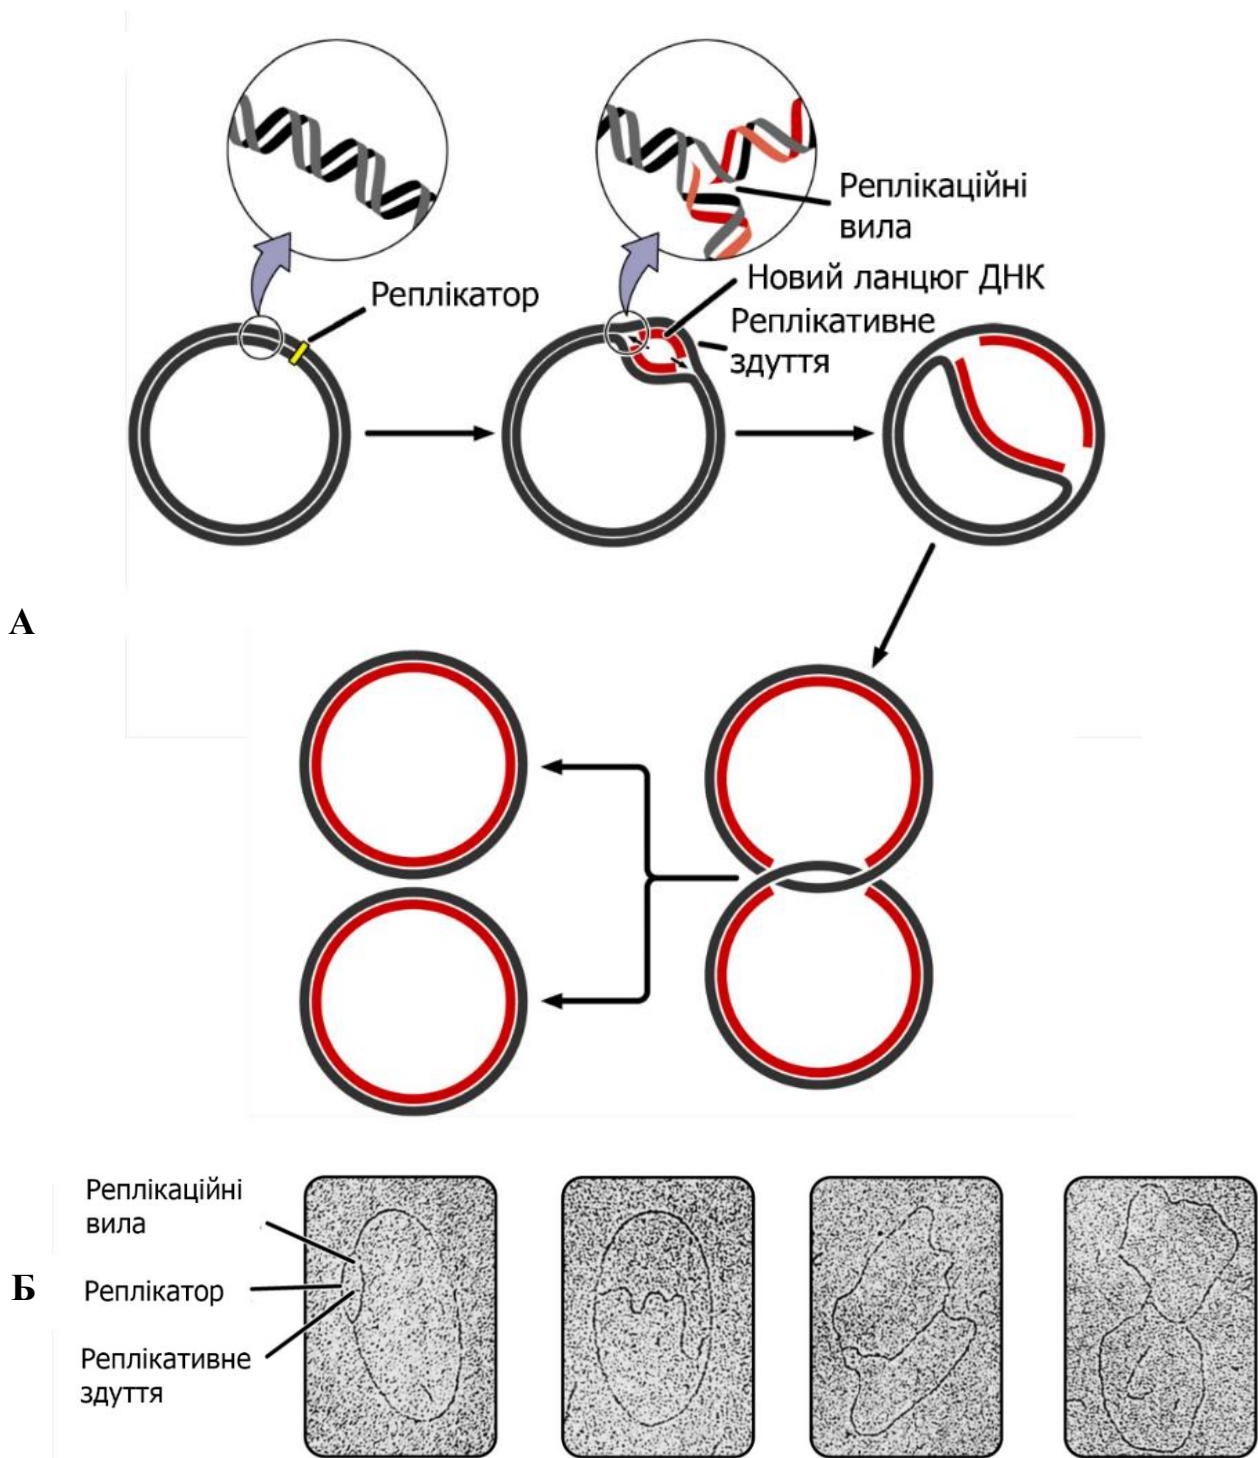 Реплікаційні
вила
Реплікатор
Новий ланцюг ДНК
Реплікативне
здуття
А
Реплікаційні
вила
Б
Реплікатор
Реплікативне
здуття